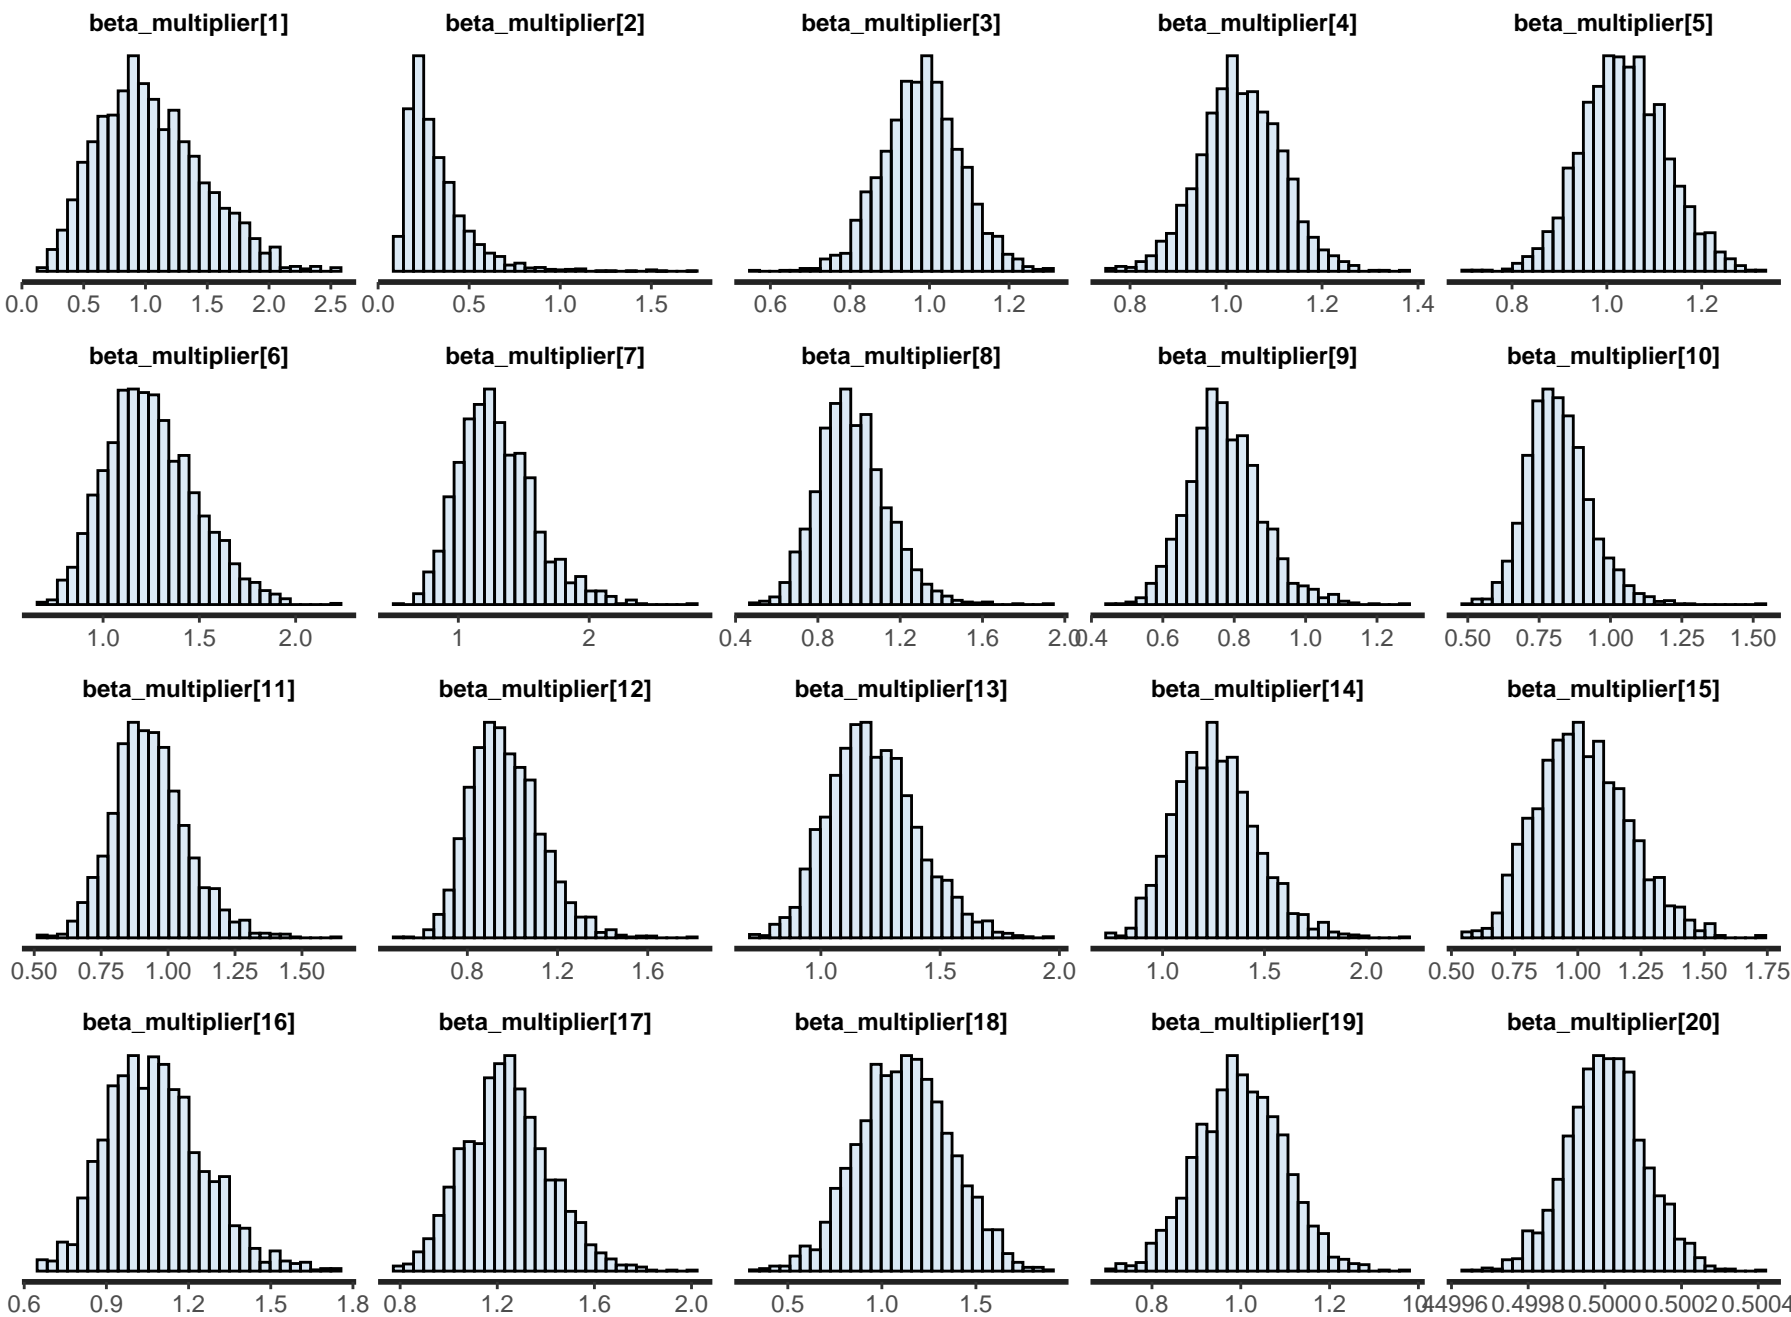 beta_multiplier[1] beta_multiplier[2] beta_multiplier[3] beta_multiplier[4] beta_multiplier[5]
0.0 0.5 1.0 1.5 2.0 2.5 0.0 0.5 1.0 1.5 0.6 0.8 1.0 1.2 0.8 1.0 1.2 1.4 0.8 1.0 1.2
beta_multiplier[6] beta_multiplier[7] beta_multiplier[8] beta_multiplier[9] beta_multiplier[10]
1.0 1.5 2.0 1 2 0.4 0.8 1.2 1.6 2.0 0.4 0.6 0.8 1.0 1.2 0.50 0.75 1.00 1.25 1.50
beta_multiplier[11] beta_multiplier[12] beta_multiplier[13] beta_multiplier[14] beta_multiplier[15]
0.50 0.75 1.00 1.25 1.50 0.8 1.2 1.6 1.0 1.5 2.0 1.0 1.5 2.0 0.50 0.75 1.00 1.25 1.50 1.75
beta_multiplier[16] beta_multiplier[17] beta_multiplier[18] beta_multiplier[19] beta_multiplier[20]
0.6 0.9 1.2 1.5 1.8 0.8 1.2 1.6 2.0 0.5 1.0 1.5 0.8 1.0 1.2 1.4 0.4996 0.4998 0.5000 0.5002 0.5004